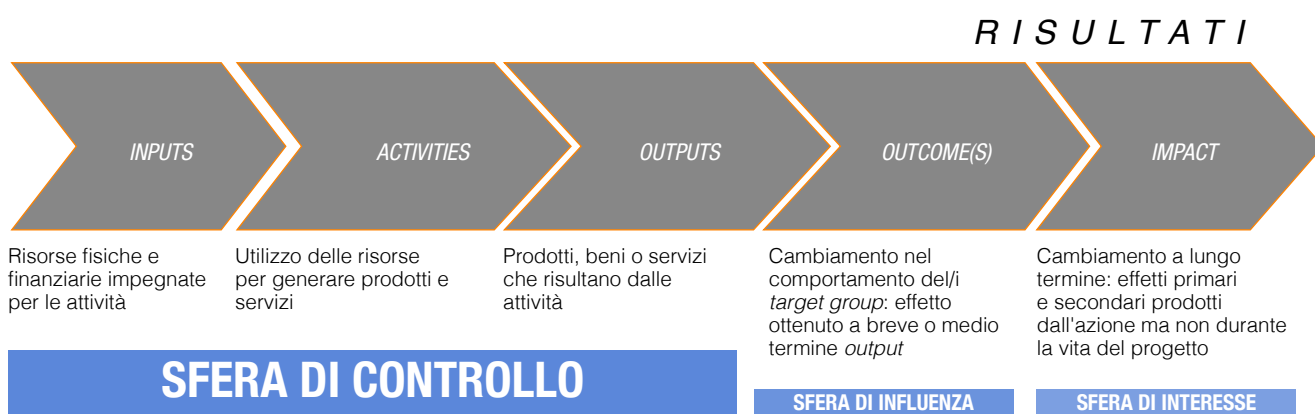 RISULTATI
INPUTS
ACTIVITIES
OUTPUTS
OUTCOME(S)
IMPACT
Risorse fisiche e
finanziarie impegnate
per le attività
Utilizzo delle risorse
per generare prodotti e
servizi
Prodotti, beni o servizi
che risultano dalle
attività
Cambiamento nel
comportamento del/i
target group: effetto
ottenuto a breve o medio
termine output
Cambiamento a lungo
termine: effetti primari
e secondari prodotti
dall'azione ma non durante
la vita del progetto
SFERA DI CONTROLLO
SFERA DI INFLUENZA
SFERA DI INTERESSE